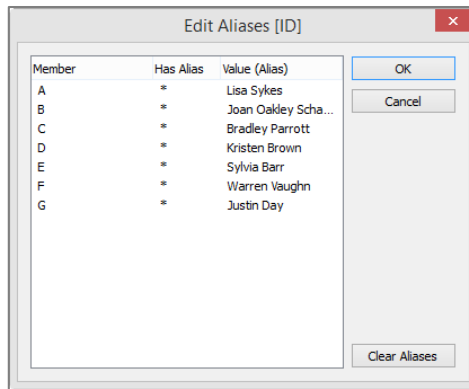 Edit Aliases [ID]
Member Has Alias Value (Alias)
A * Lisa Sykes
B * Joan Oakley Scha...
C * Bradley Parrott
D * Kristen Brown
E * Sylvia Barr
F * Warren Vaughn
G * Justin Day
OK
Cancel
Clear Aliases